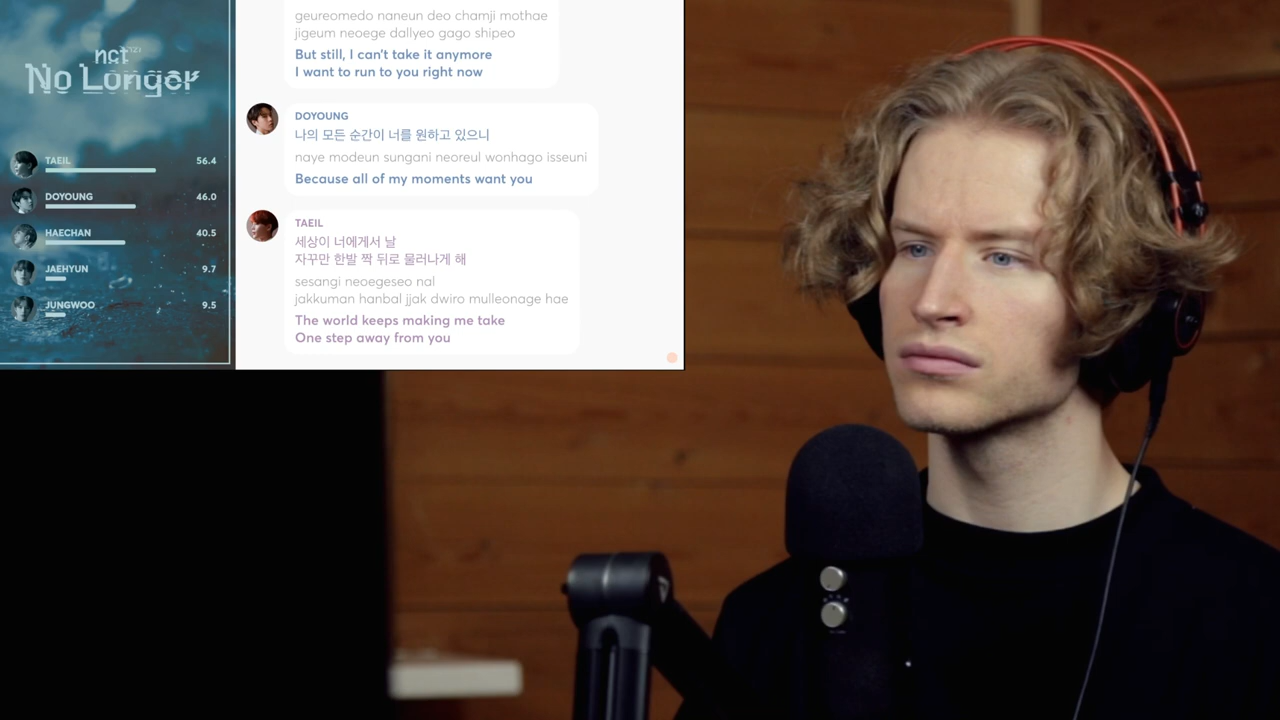 nct 127
No Longer
TAEIL 56.4
DOYOUNG 46.0
HAECHAN 40.5
JAEHYUN 9.7
JUNGWOO 9.5
geureomedo naneun deo chamji mothae
jigeum neoege dallyeo gago shipeo
But still, I can't take it anymore
I want to run to you right now
DOYOUNG
나의 모든 순간이 너를 원하고 있으니
naye modeun sungani neoreul wonhago isseuni
Because all of my moments want you
TAEIL
세상이 너에게서 날
자꾸만 한발 짝 뒤로 물러나게 해
sesangi neoegeseo nal
jakkuman hanbal jjak dwiro mulleonage hae
The world keeps making me take
One step away from you